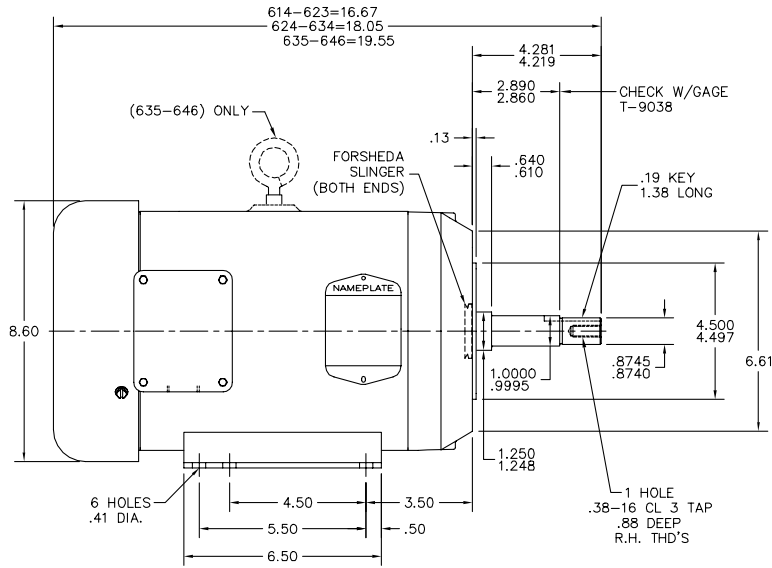 614-623=16.67
624-634=18.05
635-646=19.55
4.281
4.219
2.890
2.860
CHECK W/GAGE
T-9038
(635-646) ONLY
.13
FORSHEDA
SLINGER
(BOTH ENDS)
.640
.610
.19 KEY
1.38 LONG
NAMEPLATE
8.60
4.500
4.497
6.61
.8745
.8740
1.0000
.9995
1.250
1.248
6 HOLES
.41 DIA.
4.50
3.50
5.50
.50
6.50
1 HOLE
.38-16 CL 3 TAP
.88 DEEP
R.H. THD'S